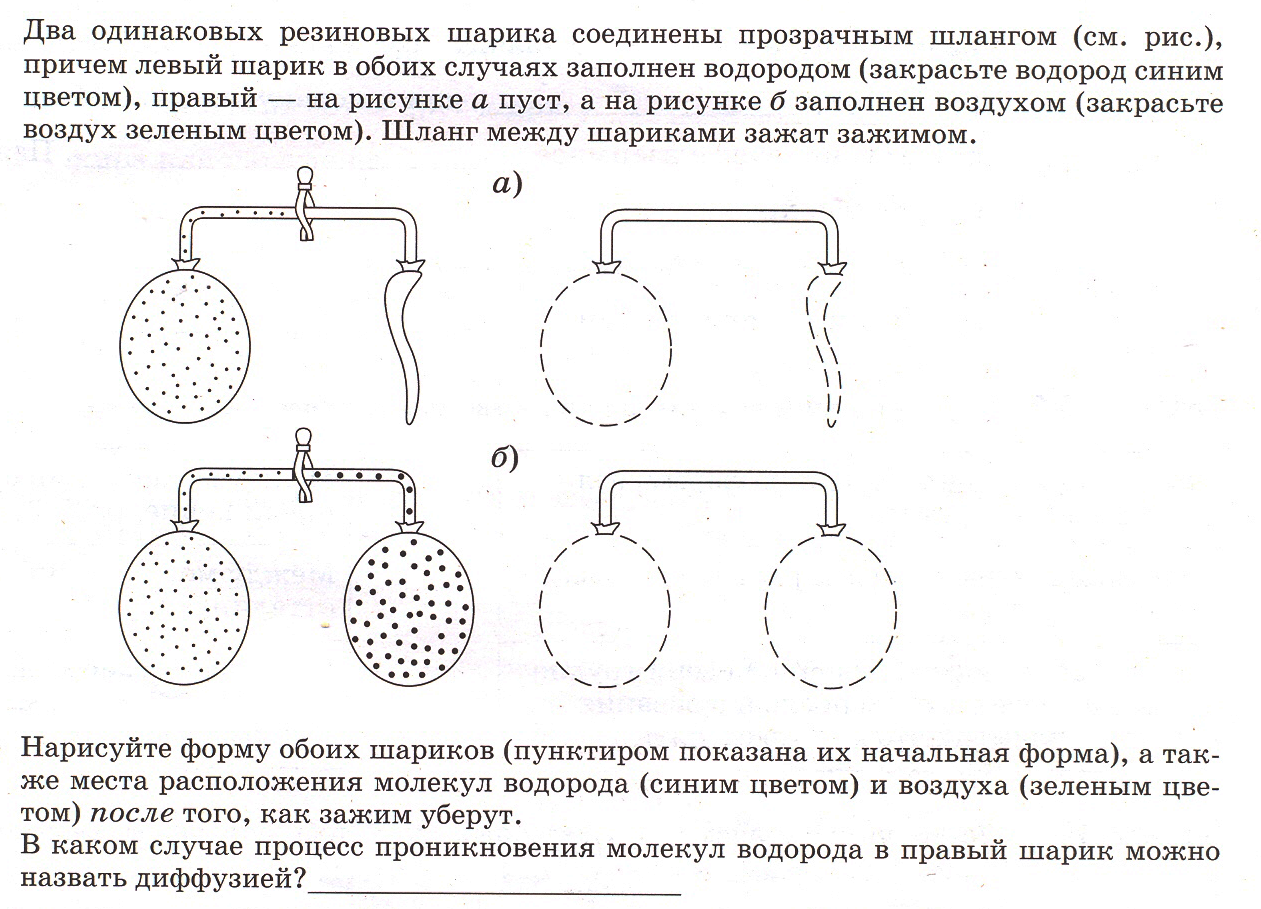 Два одинаковых резиновых шарика соединены прозрачным шлангом (см. рис.),
причем левый шарик в обоих случаях заполнен водородом (закрасьте водород синим
цветом), правый — на рисунке а пуст, а на рисунке б заполнен воздухом (закрасьте
воздух зеленым цветом). Шланг между шариками зажат зажимом.
а)
б)
Нарисуйте форму обоих шариков (пунктиром показана их начальная форма), а так-
же места расположения молекул водорода (синим цветом) и воздуха (зеленым цве-
том) после того, как зажим уберут.
В каком случае процесс проникновения молекул водорода в правый шарик можно
назвать диффузией?